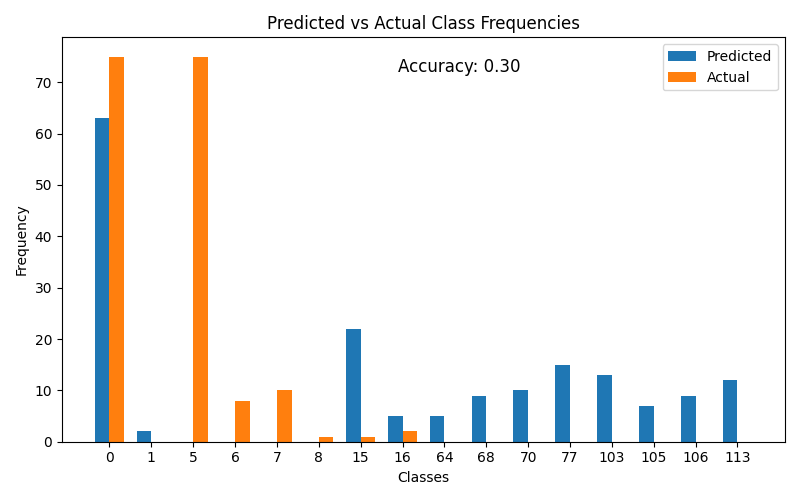 Predicted vs Actual Class Frequencies
Accuracy: 0.30
Predicted
Actual
Frequency
70
60
50
40
30
20
10
0
0 1 5 6 7 8 15 16 64 68 70 77 103 105 106 113
Classes